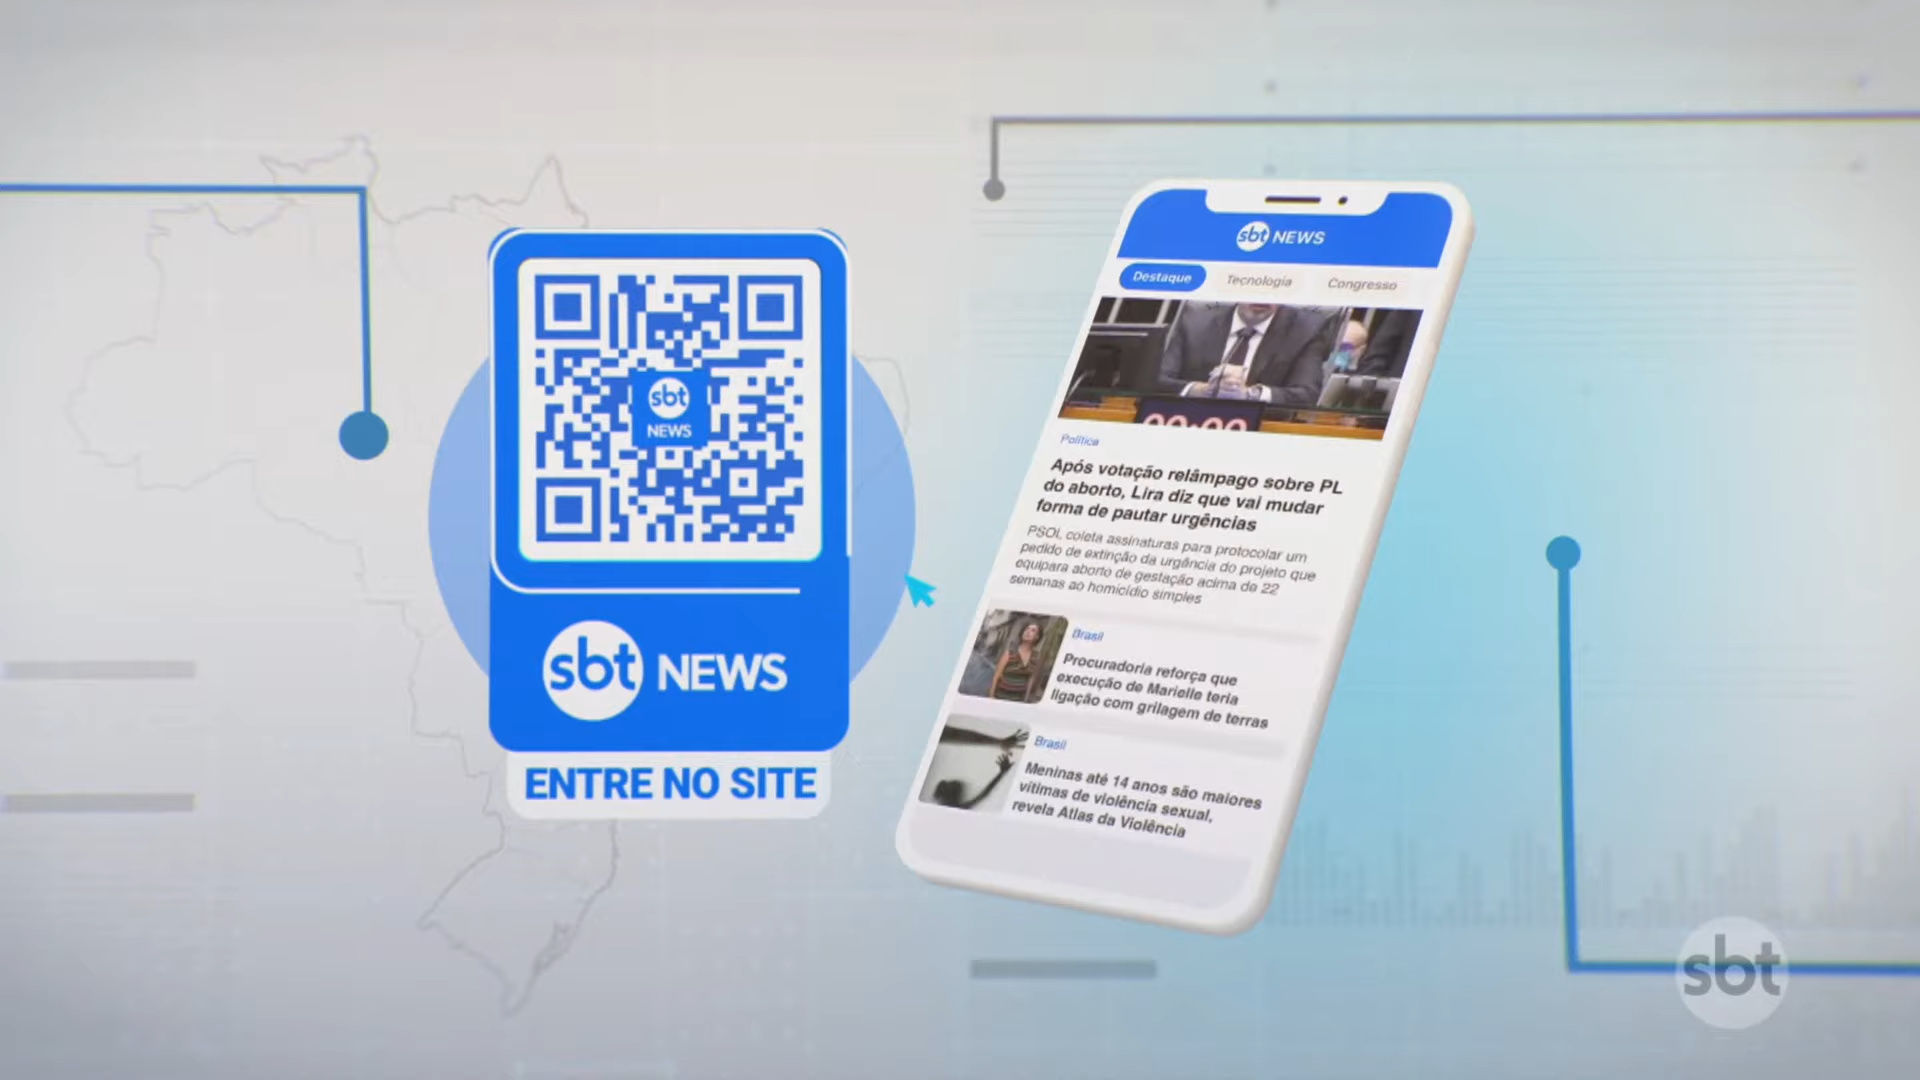 sbt
NEWS
sbt NEWS
ENTRE NO SITE
sbt NEWS
Destaque Tecnologia Congresso
00:00
Política
Após votação relâmpago sobre PL
do aborto, Lira diz que vai mudar
forma de pautar urgências
PSOL coleta assinaturas para protocolar um
pedido de extinção da urgência do projeto que
equipara aborto de gestação acima de 22
semanas ao homicídio simples
Brasil
Procuradoria reforça que
execução de Marielle teria
ligação com grilagem de terras
Brasil
Meninas até 14 anos são maiores
vítimas de violência sexual,
revela Atlas da Violência
sbt